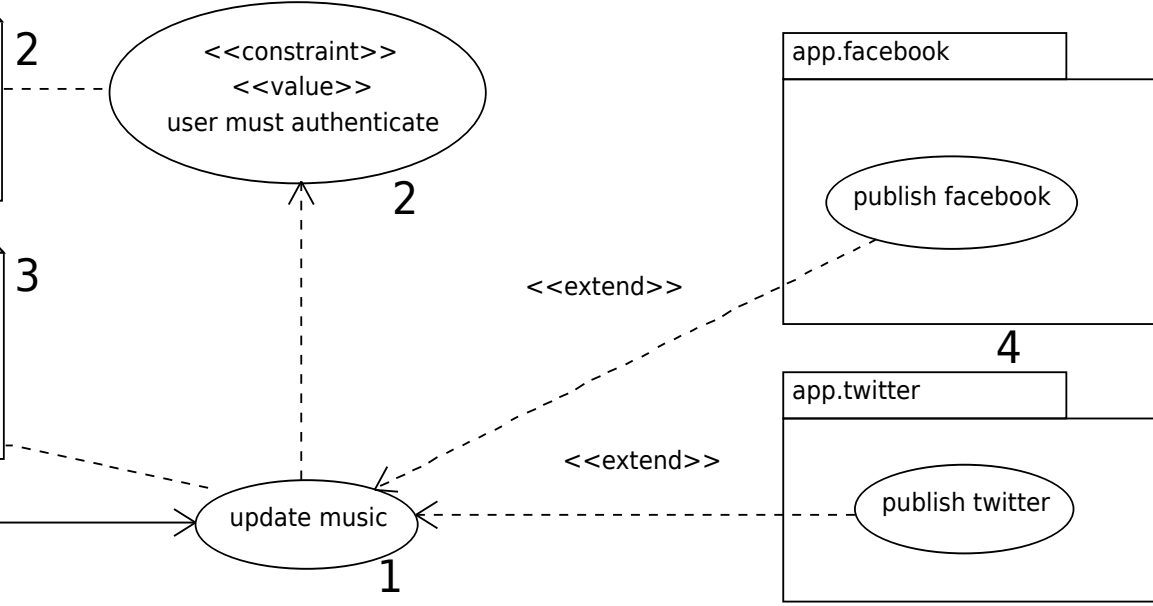 2
<<constraint>>
<<value>>
user must authenticate
2
app.facebook
publish facebook
3
<<extend>>
4
app.twitter
<<extend>>
publish twitter
update music
1